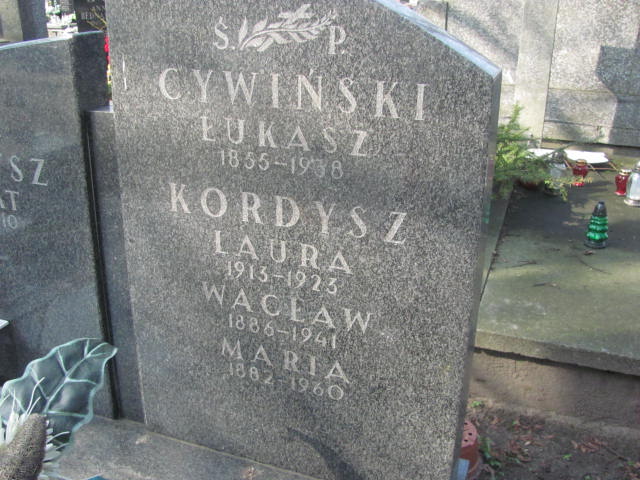 Ś. P.
CYWIŃSKI
ŁUKASZ
1855-1938
KORDYSZ
LAURA
1913-1923
WACŁAW
1886-1941
MARIA
1882-1960